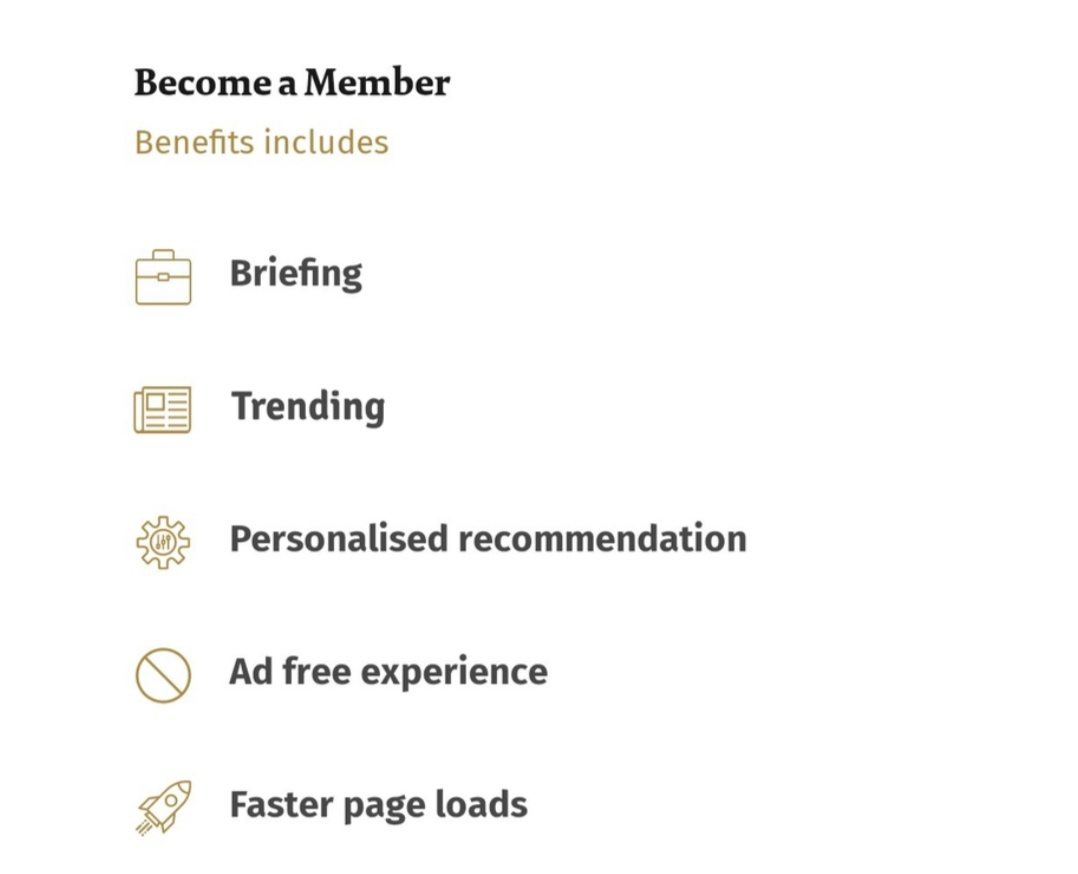 Become a Member
Benefits includes
Briefing
Trending
Personalised recommendation
Ad free experience
Faster page loads